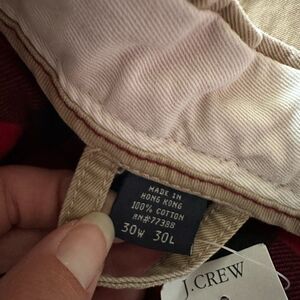 MADE IN
HONG KONG
100% COTTON
RN#77388
30W 30L
J.CREW